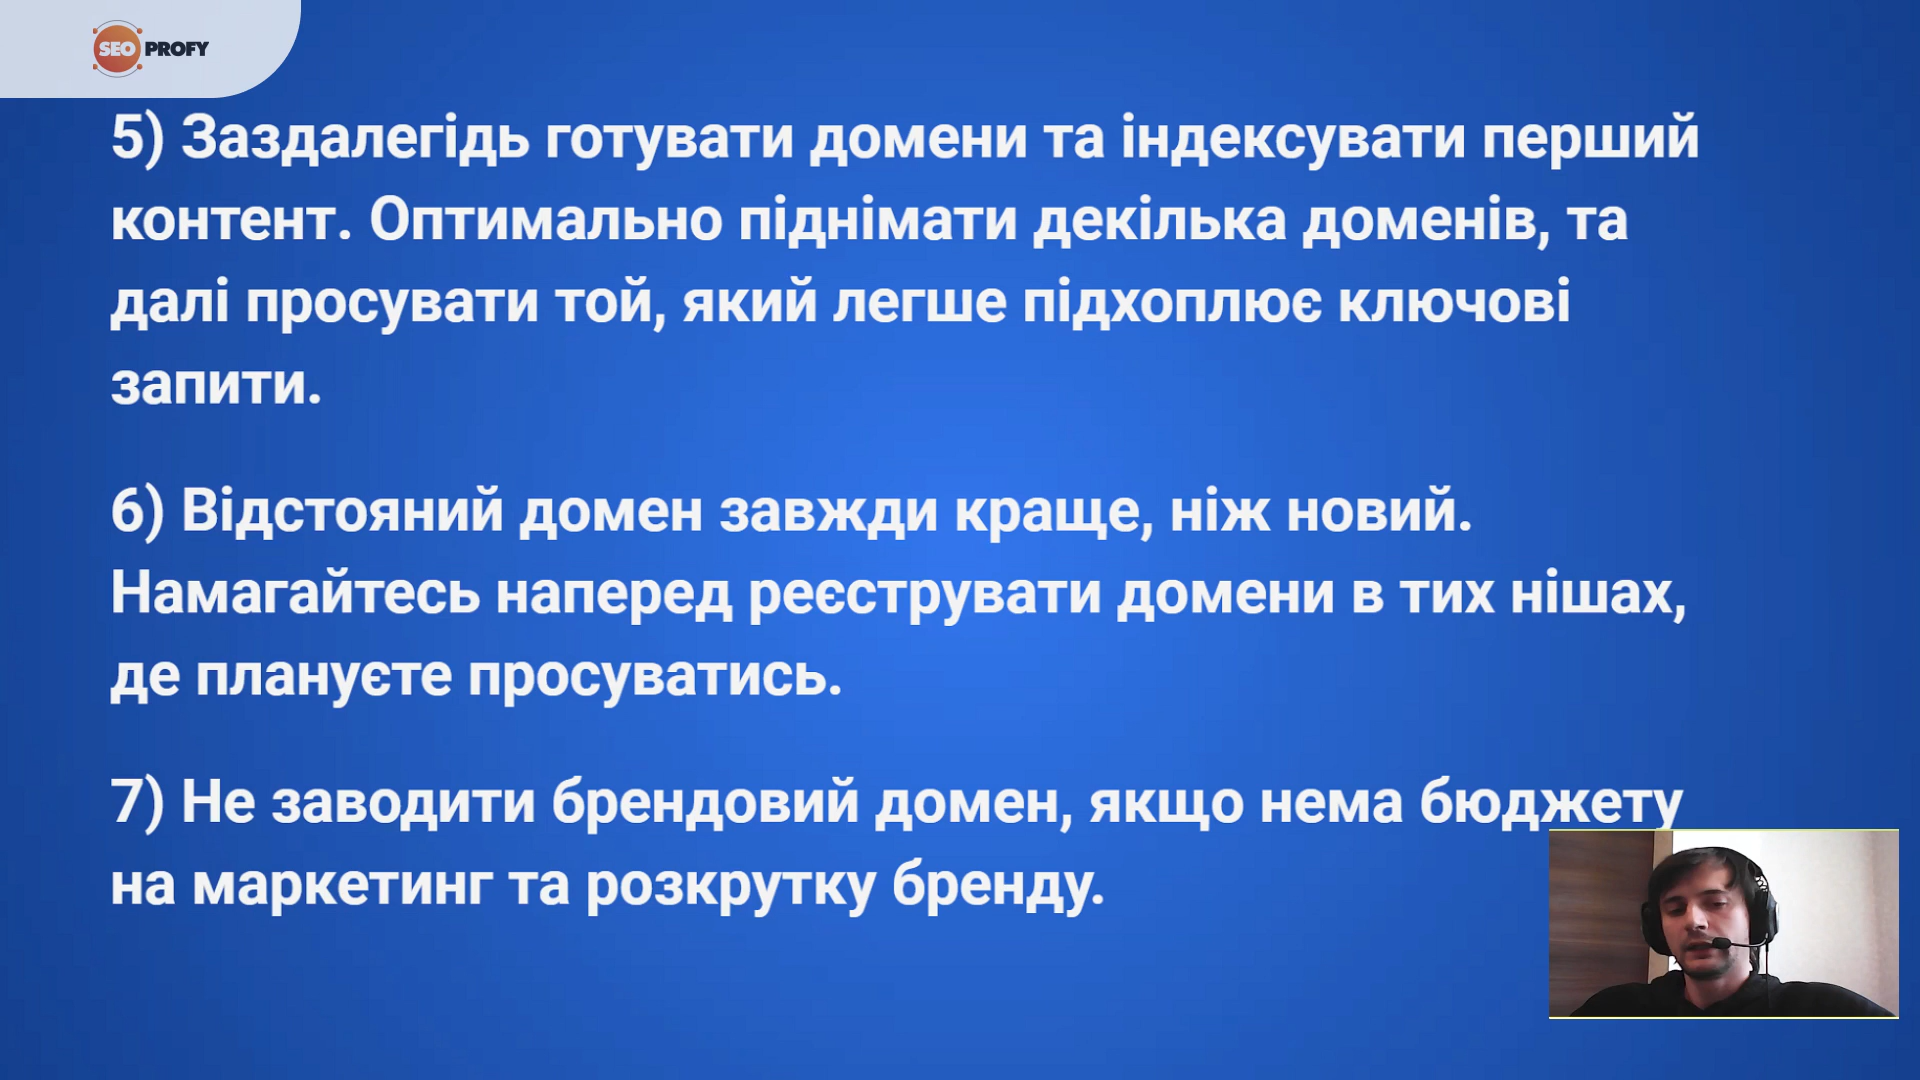 SEO PROFY
5) Заздалегідь готувати домени та індексувати перший
контент. Оптимально піднімати декілька доменів, та
далі просувати той, який легше підхоплює ключові
запити.
6) Відстояний домен завжди краще, ніж новий.
Намагайтесь наперед реєструвати домени в тих нішах,
де плануєте просуватись.
7) Не заводити брендовий домен, якщо нема бюджету
на маркетинг та розкрутку бренду.